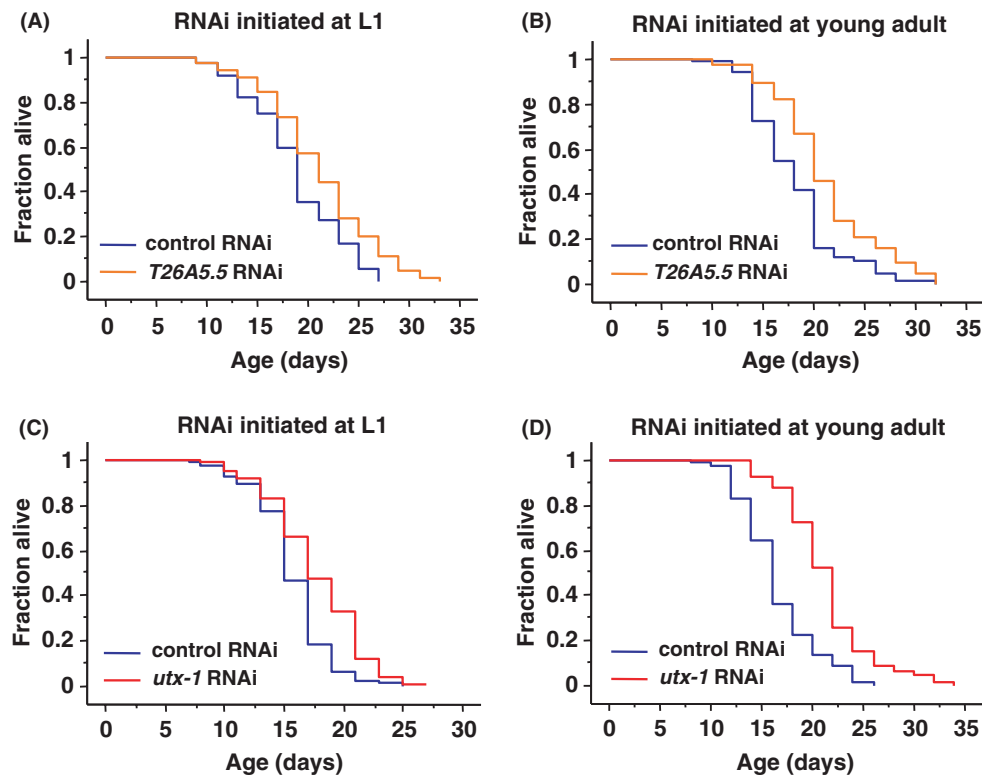 (A)
RNAi initiated at L1
Fraction alive
1
0.8
0.6
0.4
0.2
0
control RNAi
T26A5.5 RNAi
0 5 10 15 20 25 30 35
Age (days)
(B)
RNAi initiated at young adult
Fraction alive
1
0.8
0.6
0.4
0.2
0
control RNAi
T26A5.5 RNAi
0 5 10 15 20 25 30 35
Age (days)
(C)
RNAi initiated at L1
Fraction alive
1
0.8
0.6
0.4
0.2
0
control RNAi
utx-1 RNAi
0 5 10 15 20 25 30
Age (days)
(D)
RNAi initiated at young adult
Fraction alive
1
0.8
0.6
0.4
0.2
0
control RNAi
utx-1 RNAi
0 5 10 15 20 25 30 35
Age (days)